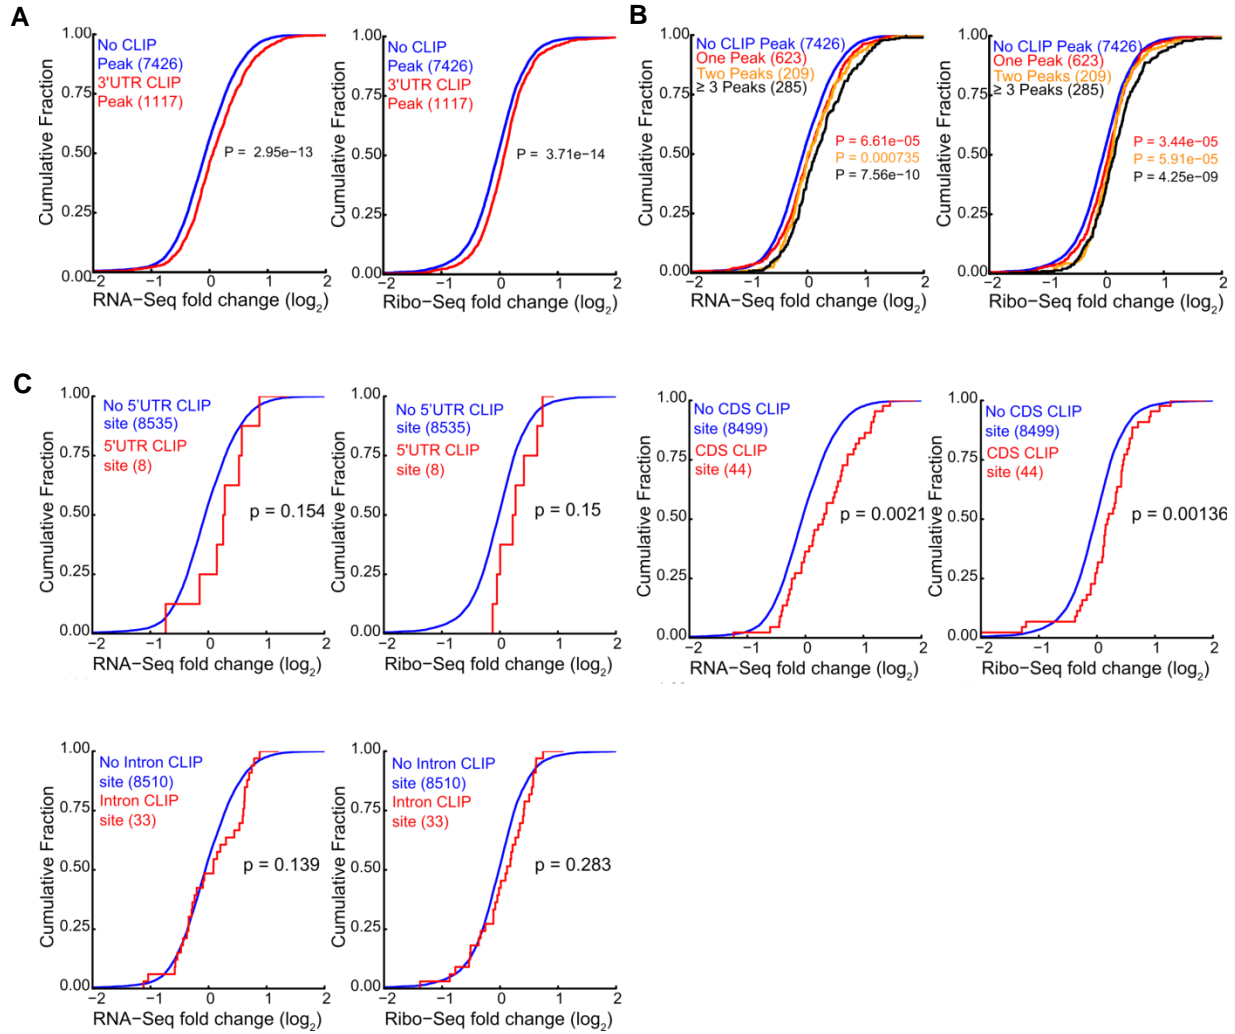 A
Cumulative Fraction
1.00
0.75
0.50
0.25
0.00
No CLIP
Peak (7426)
3'UTR CLIP
Peak (1117)
P = 2.95e−13
−2 −1 0 1 2
RNA−Seq fold change (log2)
Cumulative Fraction
1.00
0.75
0.50
0.25
0.00
No CLIP
Peak (7426)
3'UTR CLIP
Peak (1117)
P = 3.71e−14
−2 −1 0 1 2
Ribo−Seq fold change (log2)
B
Cumulative Fraction
1.00
0.75
0.50
0.25
0.00
No CLIP Peak (7426)
One Peak (623)
Two Peaks (209)
≥ 3 Peaks (285)
P = 6.61e−05
P = 0.000735
P = 7.56e−10
−2 −1 0 1 2
RNA−Seq fold change (log2)
Cumulative Fraction
1.00
0.75
0.50
0.25
0.00
No CLIP Peak (7426)
One Peak (623)
Two Peaks (209)
≥ 3 Peaks (285)
P = 3.44e−05
P = 5.91e−05
P = 4.25e−09
−2 −1 0 1 2
Ribo−Seq fold change (log2)
C
Cumulative Fraction
1.00
0.75
0.50
0.25
0.00
No 5'UTR CLIP
site (8535)
5'UTR CLIP
site (8)
p = 0.154
−2 −1 0 1 2
RNA−Seq fold change (log2)
Cumulative Fraction
1.00
0.75
0.50
0.25
0.00
No 5'UTR CLIP
site (8535)
5'UTR CLIP
site (8)
p = 0.15
−2 −1 0 1 2
Ribo−Seq fold change (log2)
Cumulative Fraction
1.00
0.75
0.50
0.25
0.00
No CDS CLIP
site (8499)
CDS CLIP
site (44)
p = 0.0021
−2 −1 0 1 2
RNA−Seq fold change (log2)
Cumulative Fraction
1.00
0.75
0.50
0.25
0.00
No CDS CLIP
site (8499)
CDS CLIP
site (44)
p = 0.00136
−2 −1 0 1 2
Ribo−Seq fold change (log2)
Cumulative Fraction
1.00
0.75
0.50
0.25
0.00
No Intron CLIP
site (8510)
Intron CLIP
site (33)
p = 0.139
−2 −1 0 1 2
RNA−Seq fold change (log2)
Cumulative Fraction
1.00
0.75
0.50
0.25
0.00
No Intron CLIP
site (8510)
Intron CLIP
site (33)
p = 0.283
−2 −1 0 1 2
Ribo−Seq fold change (log2)